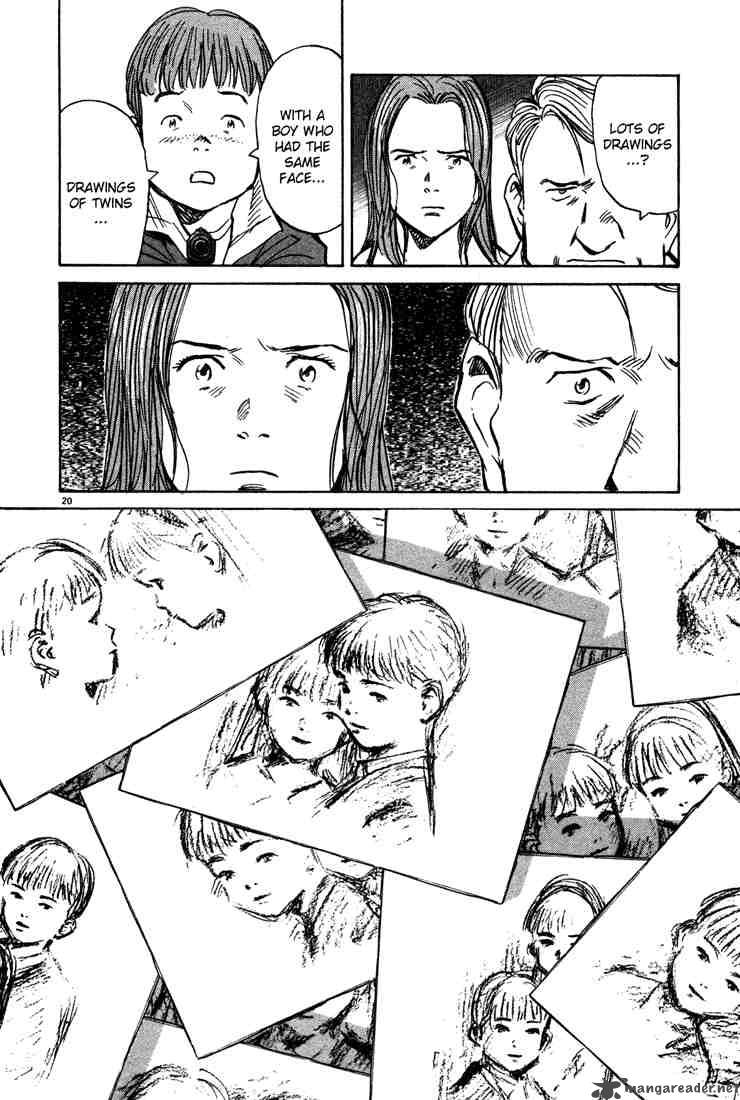 LOTS OF
DRAWINGS
...?
WITH A
BOY WHO
HAD THE
SAME
FACE...
DRAWINGS
OF TWINS
...
20
mangareader.net